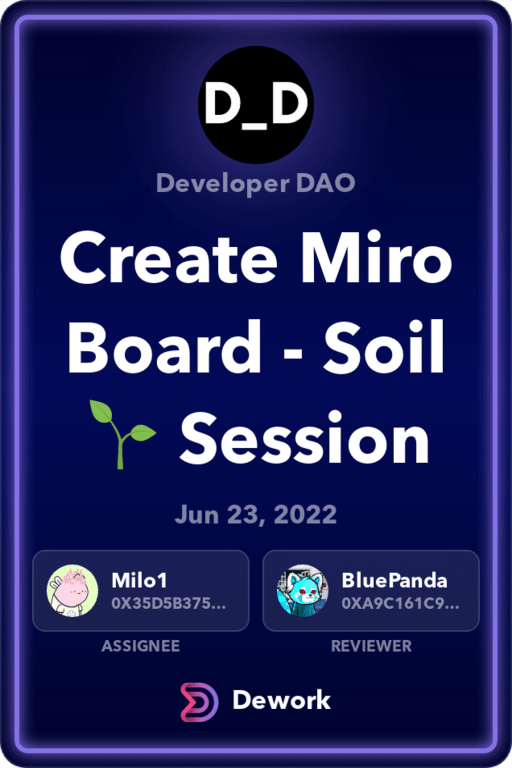 D_D
Developer DAO
Create Miro
Board - Soil
🌱 Session
Jun 23, 2022
Milo1
0X35D5B375...
BluePanda
0XA9C161C9...
ASSIGNEE
REVIEWER
Dework